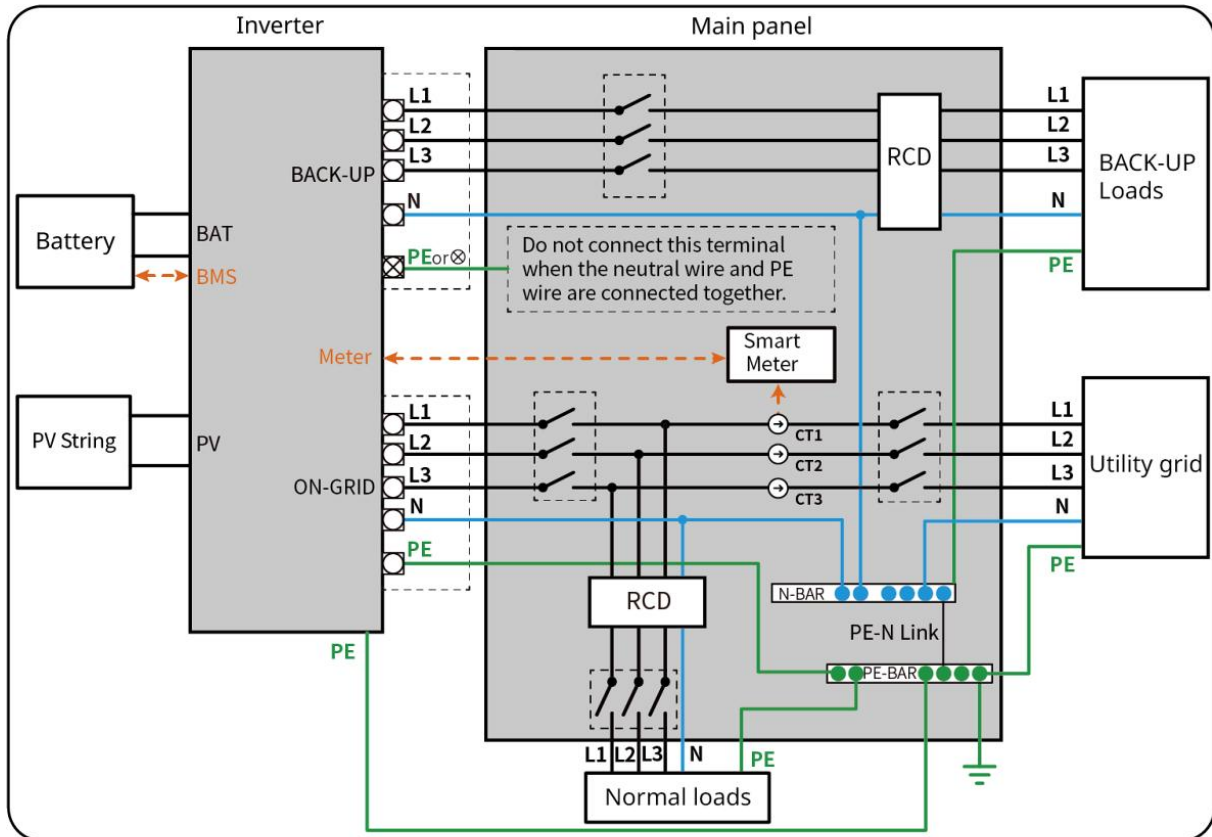 Inverter
Main panel
L1
L2
L3
BACK-UP
N
PE or ⊗
Do not connect this terminal
when the neutral wire and PE
wire are connected together.
RCD
L1
L2
L3
N
PE
BACK-UP
Loads
Battery
BAT
BMS
Meter
Smart
Meter
PV String
PV
L1
L2
L3
ON-GRID
N
PE
CT1
CT2
CT3
L1
L2
L3
N
PE
Utility grid
RCD
N-BAR
PE-N Link
PE-BAR
PE
L1
L2
L3
N
PE
Normal loads